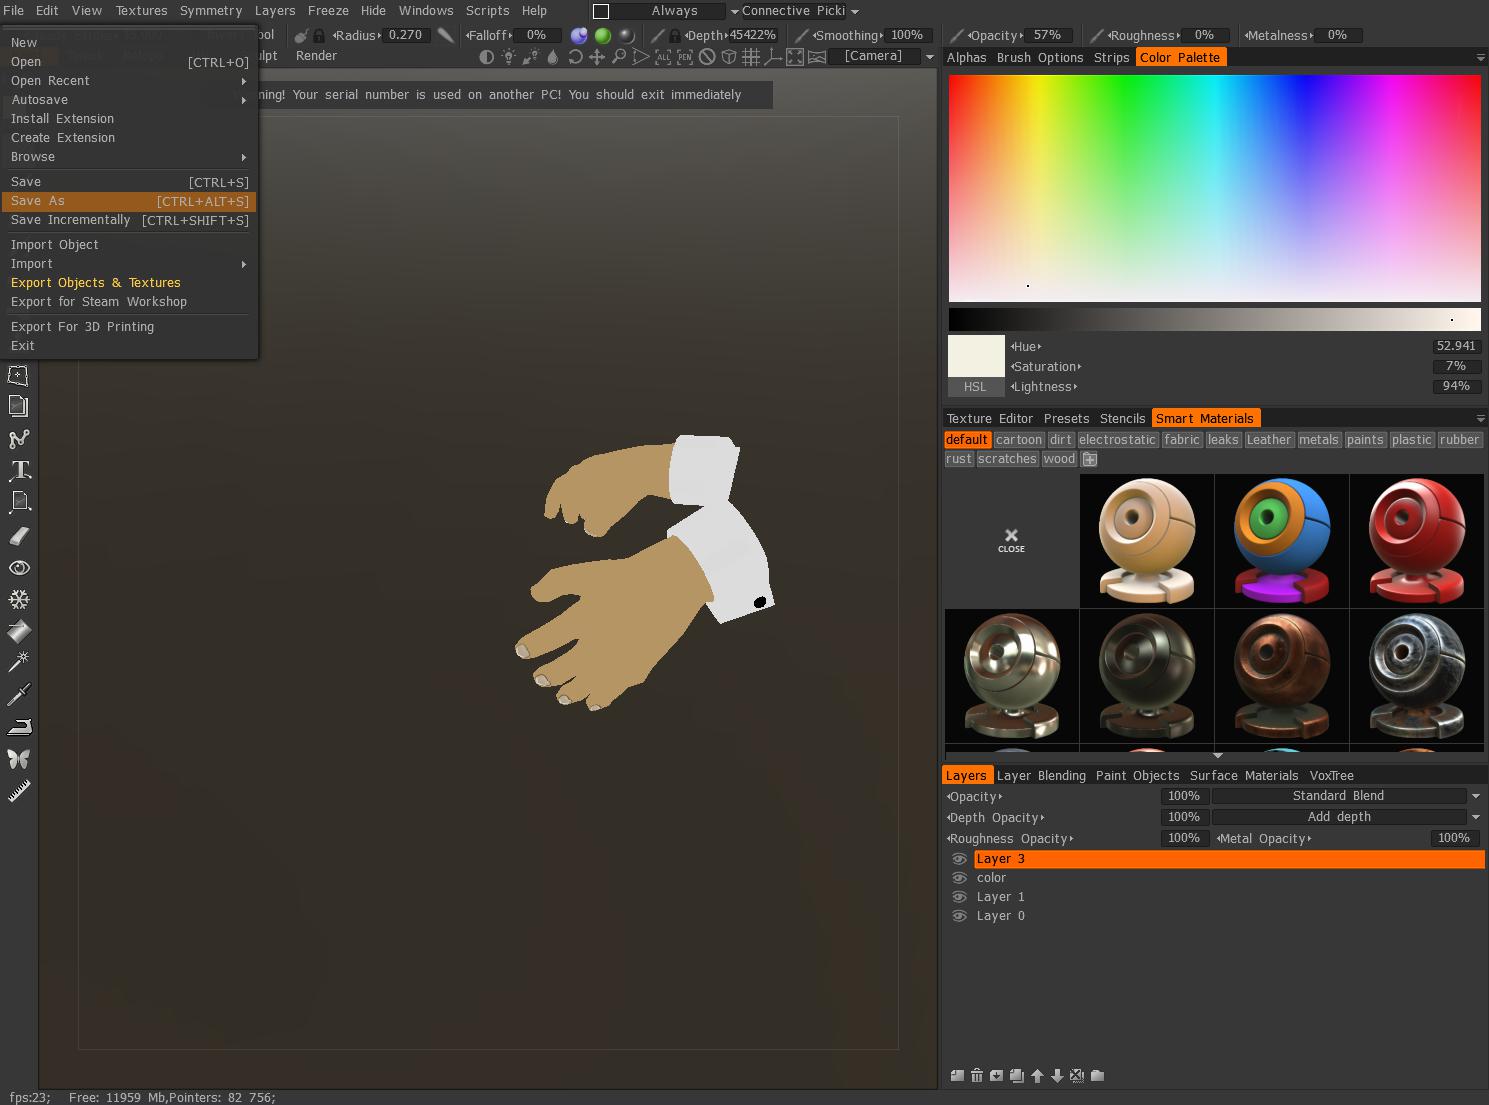 File Edit View Textures Symmetry Layers Freeze Hide Windows Scripts Help Always Connective Picki
Radius 0.270 Falloff 0% Depth 45422% Smoothing 100% Opacity 57% Roughness 0% Metalness 0%
Render [Camera]
New
Open [CTRL+O]
Open Recent
Autosave
Install Extension
Create Extension
Browse
Save [CTRL+S]
Save As [CTRL+ALT+S]
Save Incrementally [CTRL+SHIFT+S]
Import Object
Import
Export Objects & Textures
Export for Steam Workshop
Export For 3D Printing
Exit
ning! Your serial number is used on another PC! You should exit immediately
Alphas Brush Options Strips Color Palette
Hue 52.941
Saturation 7%
HSL Lightness 94%
Texture Editor Presets Stencils Smart Materials
default cartoon dirt electrostatic fabric leaks Leather metals paints plastic rubber
rust scratches wood
CLOSE
Layers Layer Blending Paint Objects Surface Materials VoxTree
Opacity 100% Standard Blend
Depth Opacity 100% Add depth
Roughness Opacity 100% Metal Opacity 100%
Layer 3
color
Layer 1
Layer 0
fps:23; Free: 11959 Mb,Pointers: 82 756;